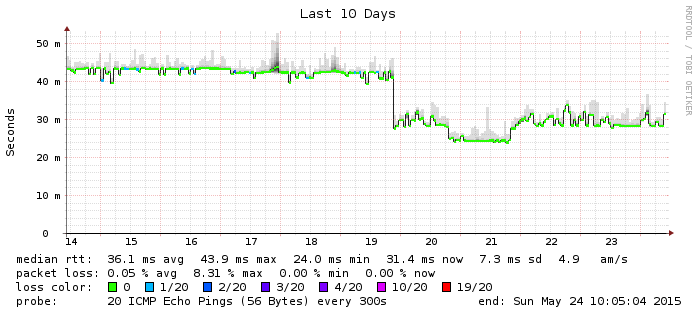 Last 10 Days
RRDTOOL / TOBI OETIKER
Seconds
50 m
40 m
30 m
20 m
10 m
0
14 15 16 17 18 19 20 21 22 23
median rtt: 36.1 ms avg 43.9 ms max 24.0 ms min 31.4 ms now 7.3 ms sd 4.9 am/s
packet loss: 0.05 % avg 8.31 % max 0.00 % min 0.00 % now
loss color: 0 1/20 2/20 3/20 4/20 10/20 19/20
probe: 20 ICMP Echo Pings (56 Bytes) every 300s end: Sun May 24 10:05:04 2015